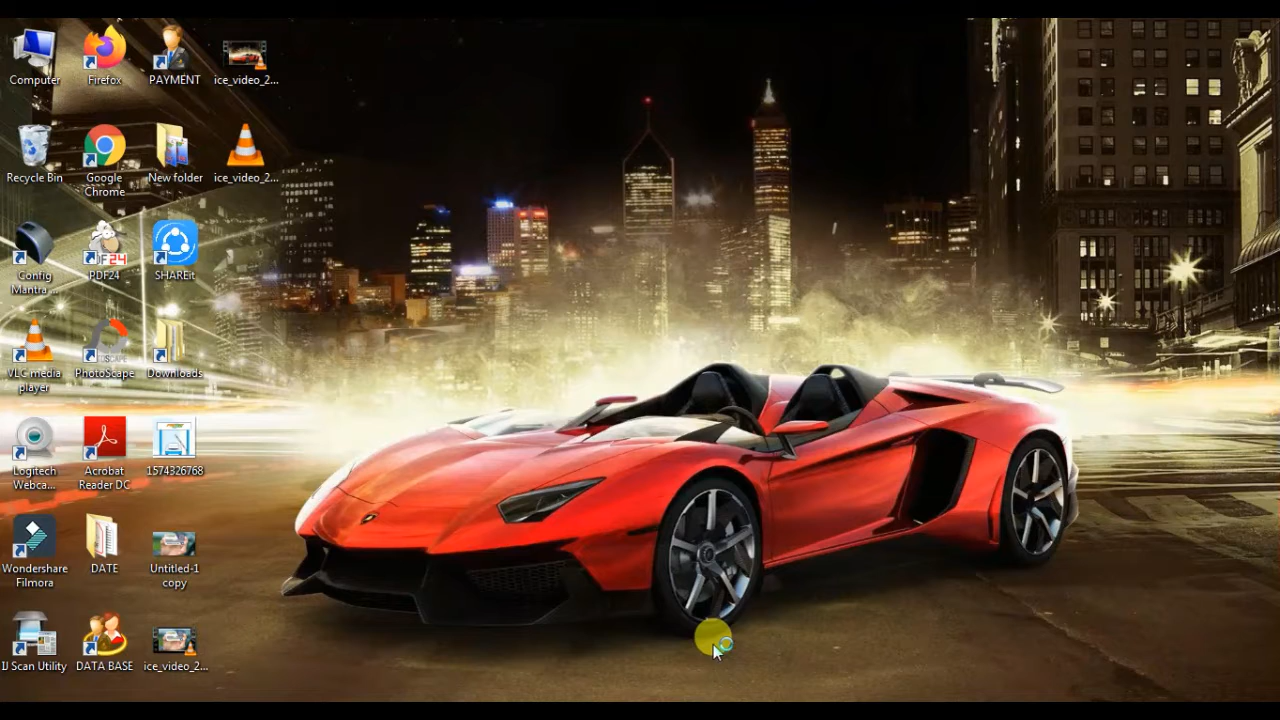 Computer
Firefox
PAYMENT
ice_video_2...
Recycle Bin
Google
Chrome
New folder
ice_video_2...
Config
Mantra ...
PDF24
SHAREit
VLC media
player
PhotoScape
Downloads
Logitech
Webca...
Acrobat
Reader DC
1574326768
Wondershare
Filmora
DATE
Untitled-1
copy
IJ Scan Utility
DATA BASE
ice_video_2...